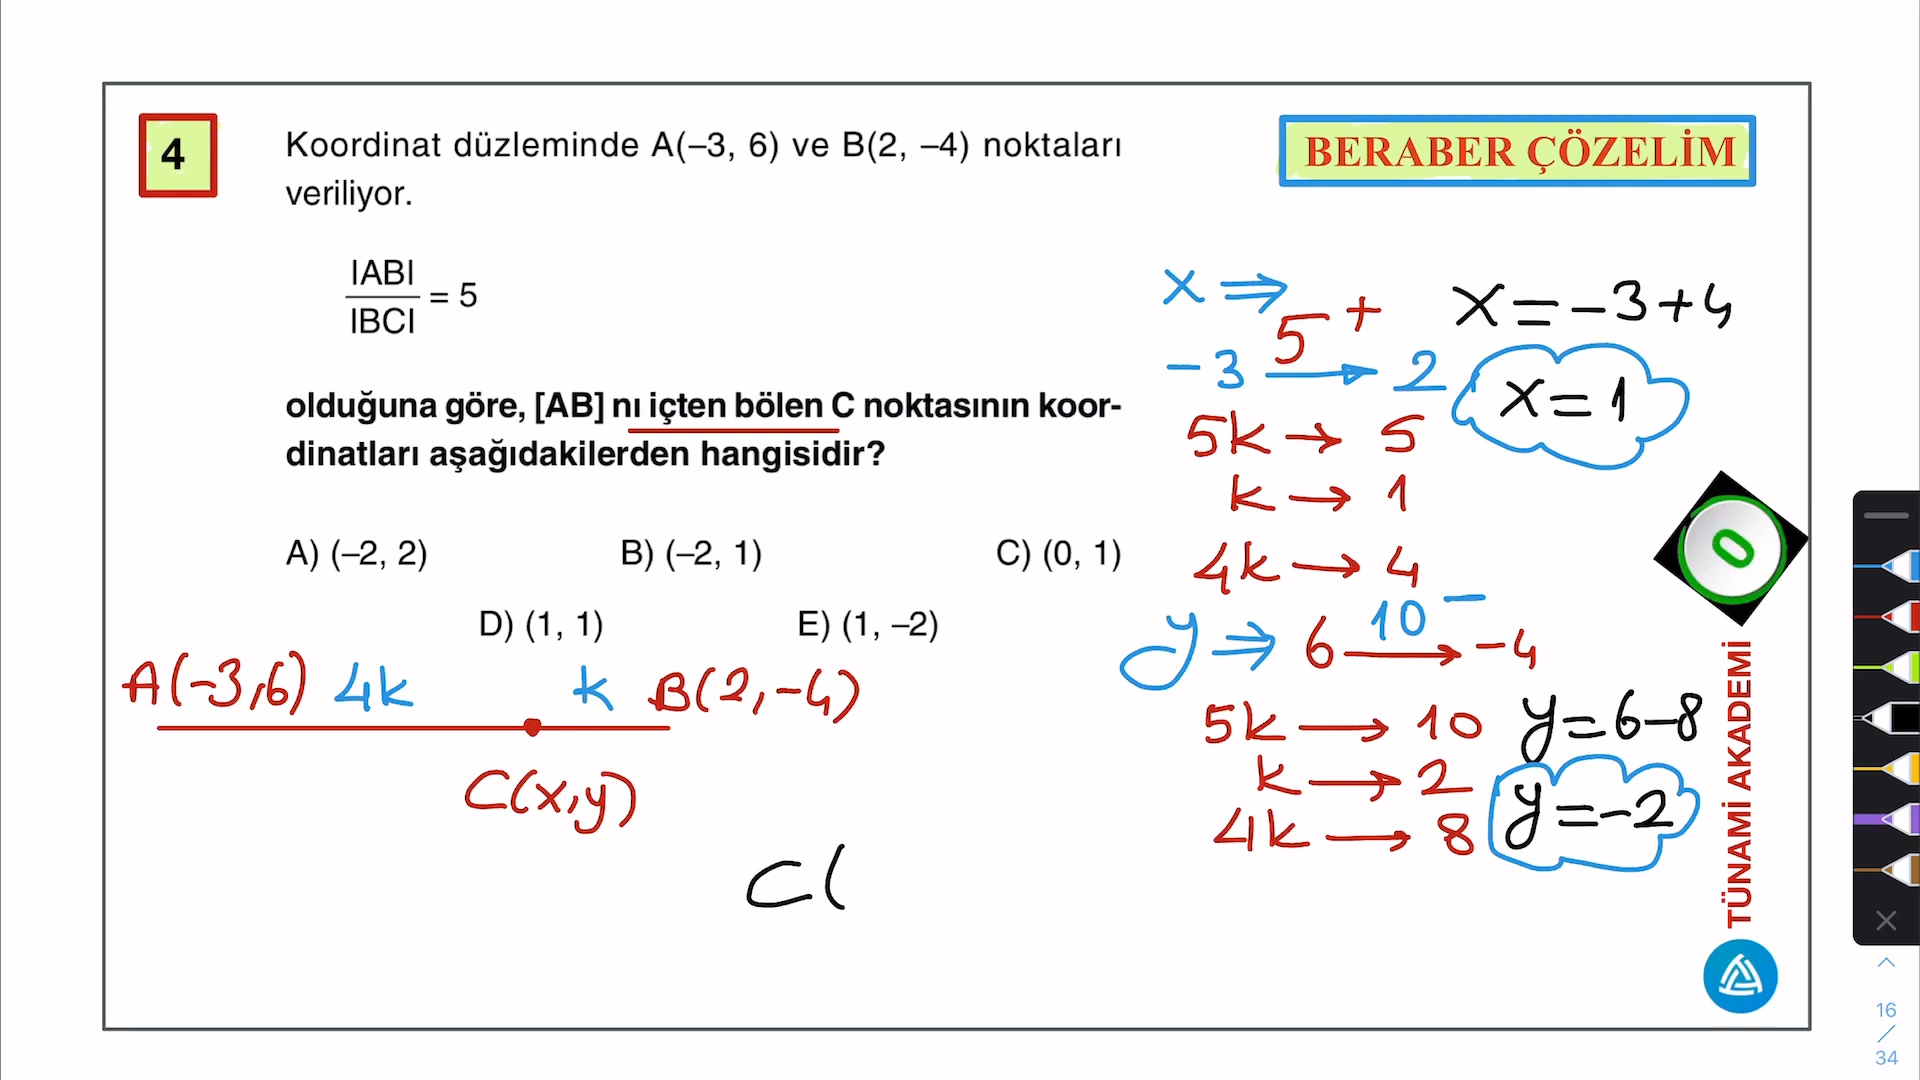 4
Koordinat düzleminde A(–3, 6) ve B(2, –4) noktaları
veriliyor.
BERABER ÇÖZELİM
|AB|
|BC| = 5
olduğuna göre, [AB] nı içten bölen C noktasının koor-
dinatları aşağıdakilerden hangisidir?
A) (–2, 2) B) (–2, 1) C) (0, 1)
D) (1, 1) E) (1, –2)
A(-3,6) 4k k B(2,-4)
C(x,y)
C(
x ⇒
5 +
-3 → 2
5k → 5
k → 1
4k → 4
x = -3+4
x = 1
10 -
y ⇒ 6 → -4
5k → 10
k → 2
4k → 8
y = 6-8
y = -2
0
TÜNAMİ AKADEMİ
16
/
34